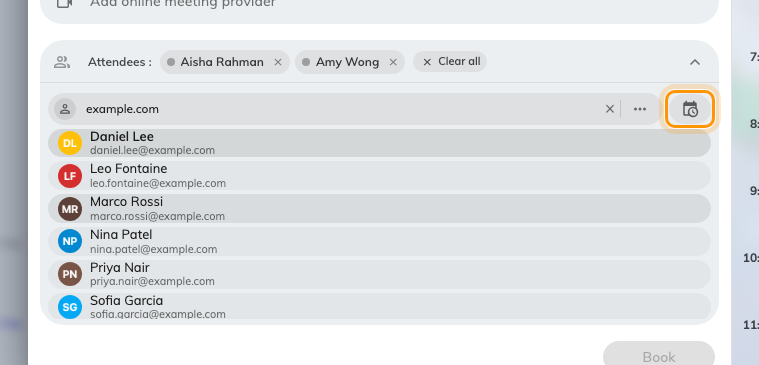 Add online meeting provider
7:
Attendees : Aisha Rahman Amy Wong Clear all
example.com
8:
DL Daniel Lee
daniel.lee@example.com
LF Leo Fontaine
leo.fontaine@example.com
9:
MR Marco Rossi
marco.rossi@example.com
NP Nina Patel
nina.patel@example.com
10:
PN Priya Nair
priya.nair@example.com
SG Sofia Garcia
sofia.garcia@example.com
11:
Book